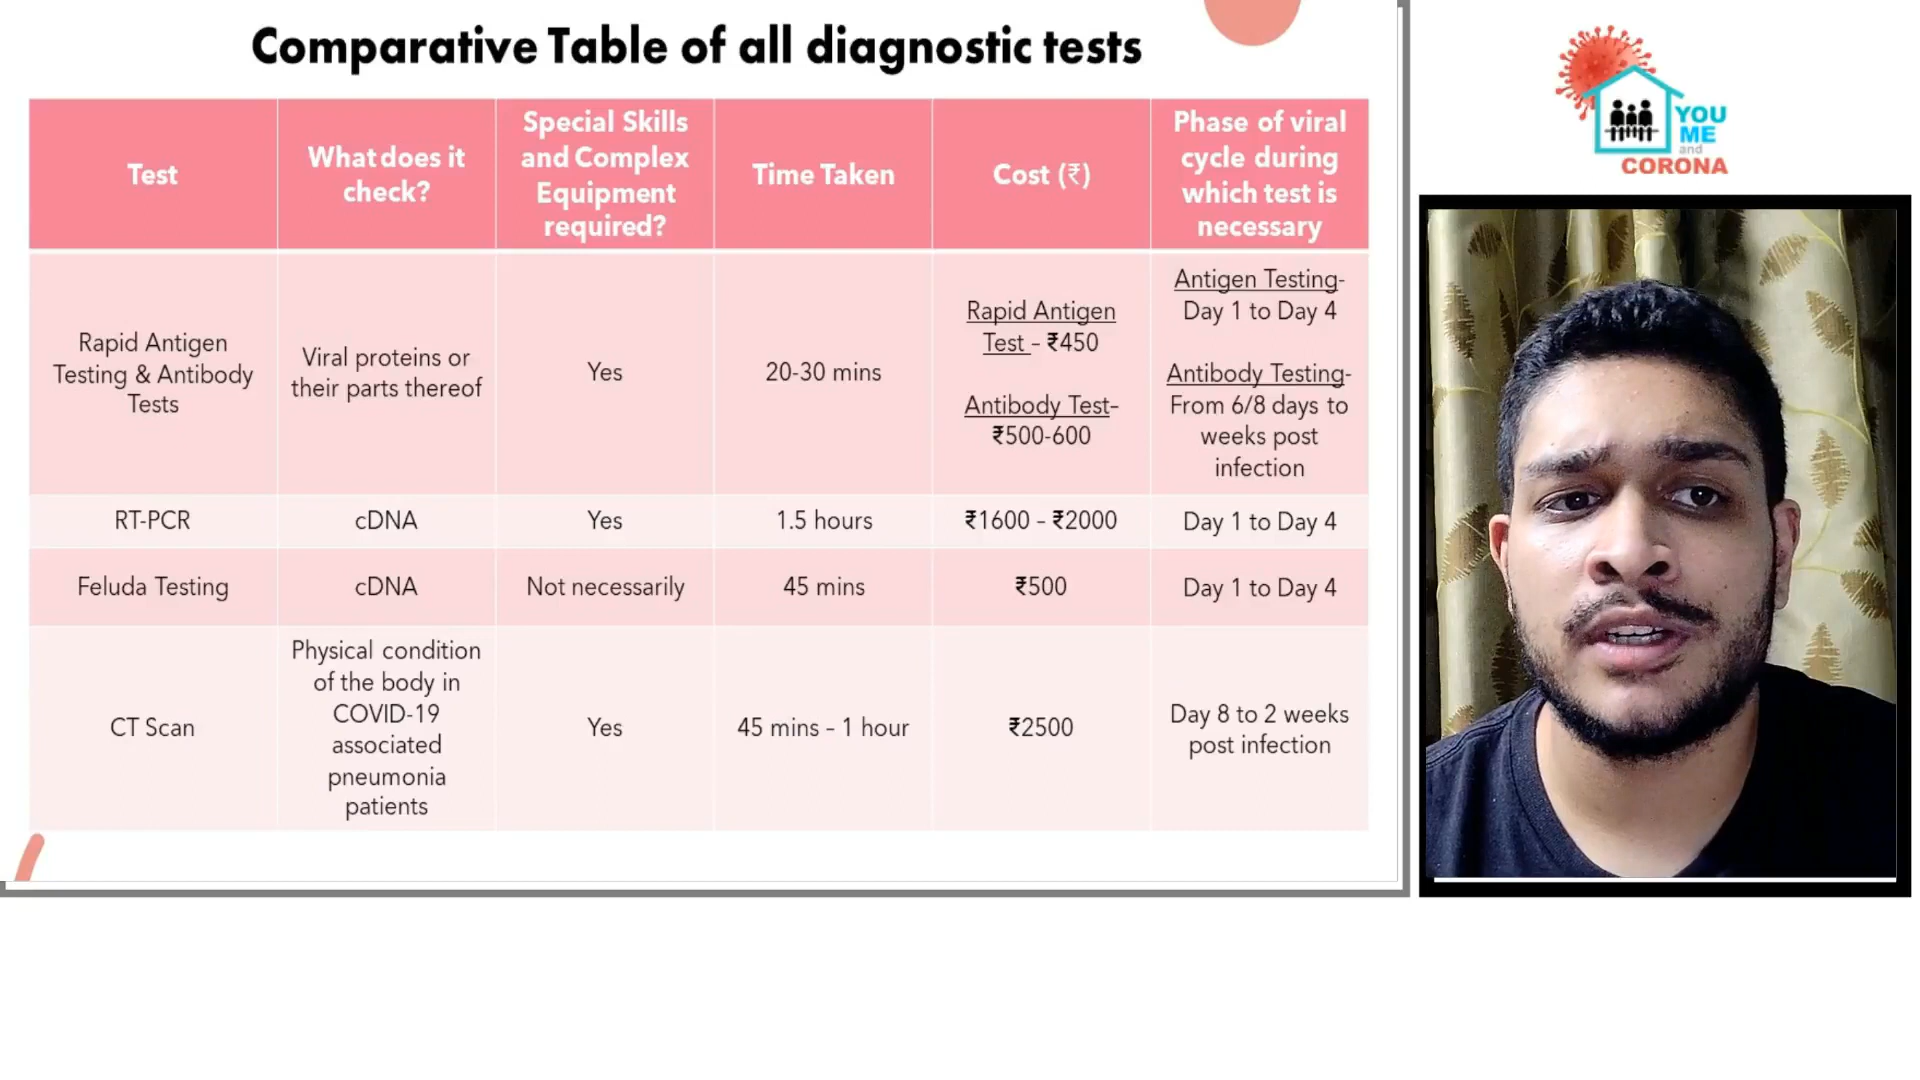 Comparative Table of all diagnostic tests
Test
What does it
check?
Special Skills
and Complex
Equipment
required?
Time Taken
Cost (₹)
Phase of viral
cycle during
which test is
necessary
Rapid Antigen
Testing & Antibody
Tests
Viral proteins or
their parts thereof
Yes
20-30 mins
Rapid Antigen
Test - ₹450
Antibody Test-
₹500-600
Antigen Testing-
Day 1 to Day 4
Antibody Testing-
From 6/8 days to
weeks post
infection
RT-PCR
cDNA
Yes
1.5 hours
₹1600 - ₹2000
Day 1 to Day 4
Feluda Testing
cDNA
Not necessarily
45 mins
₹500
Day 1 to Day 4
CT Scan
Physical condition
of the body in
COVID-19
associated
pneumonia
patients
Yes
45 mins - 1 hour
₹2500
Day 8 to 2 weeks
post infection
YOU
ME
and
CORONA